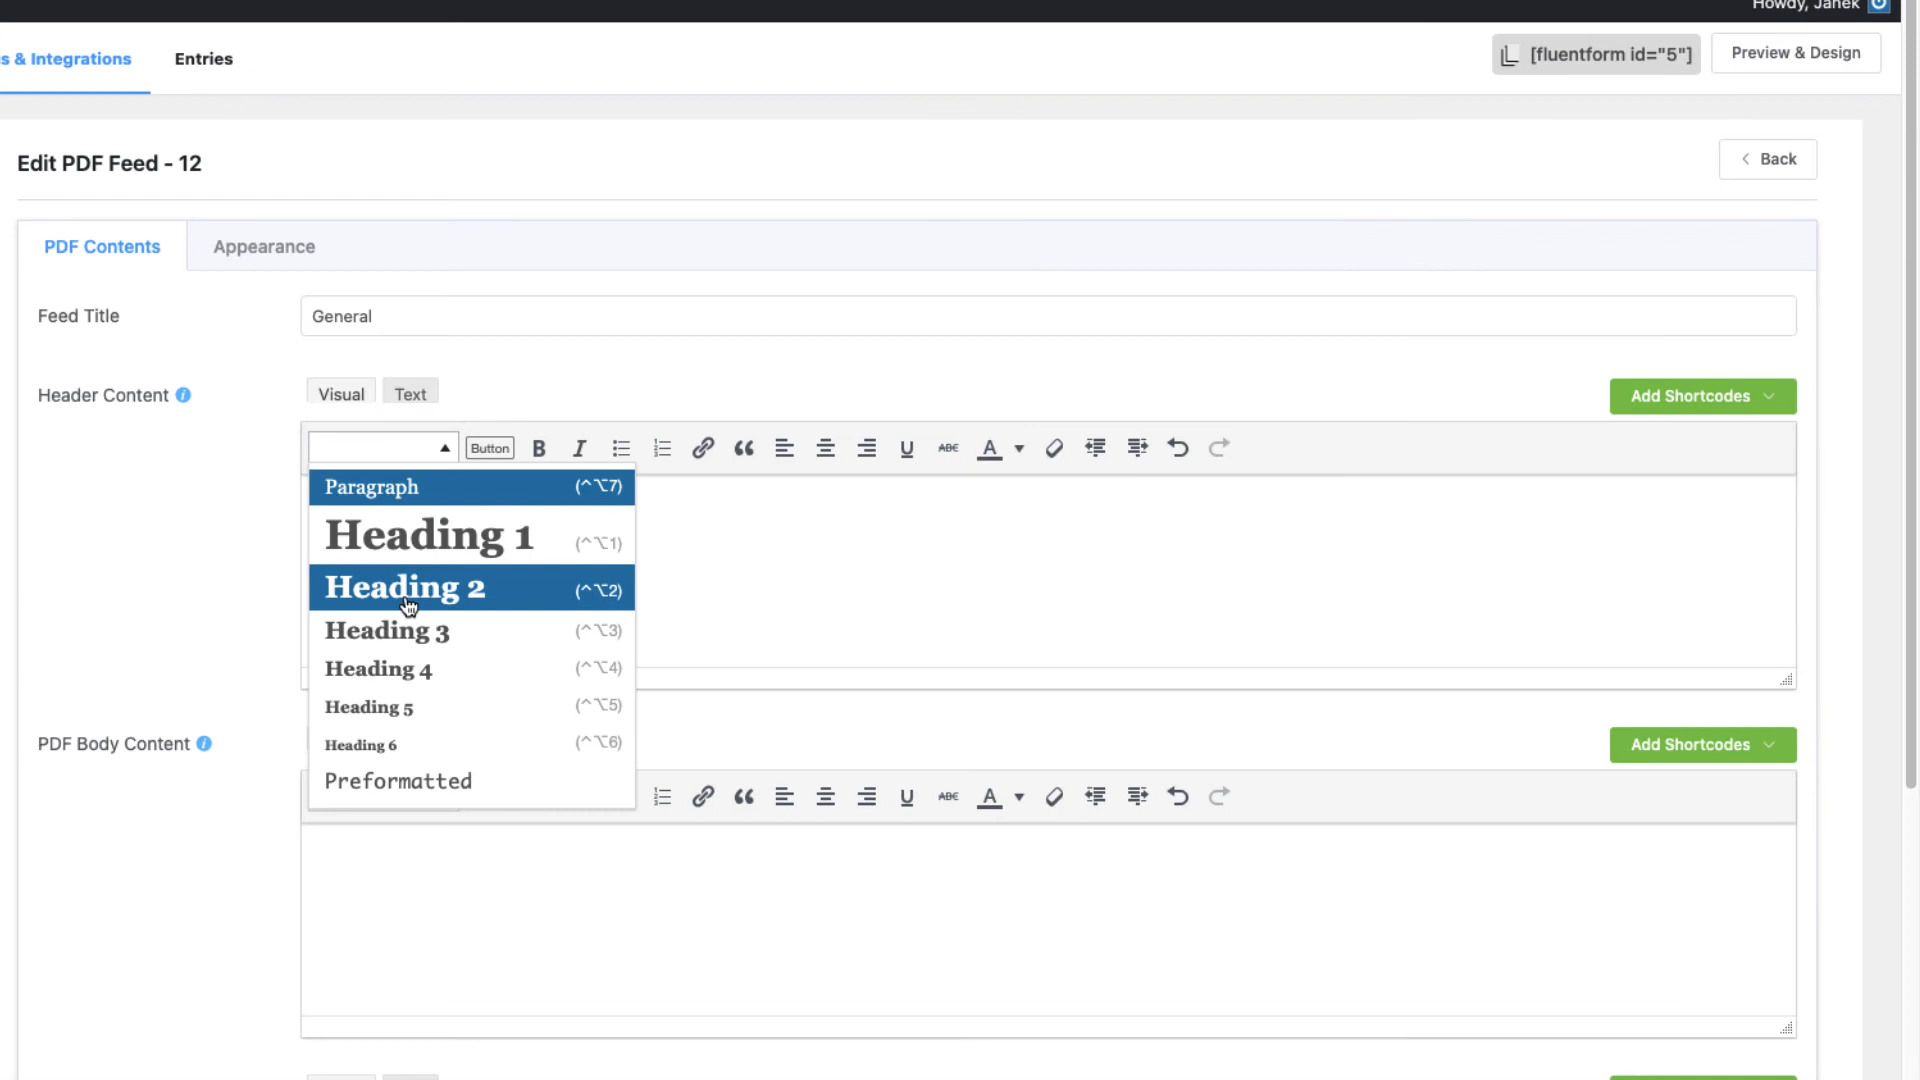 Howdy, Janek
s & Integrations
Entries
[fluentform id="5"]
Preview & Design
Edit PDF Feed - 12
Back
PDF Contents
Appearance
Feed Title
General
Header Content
Visual
Text
Add Shortcodes
Button
B
I
U
ABC
A
Paragraph (^⌥7)
Heading 1 (^⌥1)
Heading 2 (^⌥2)
Heading 3 (^⌥3)
Heading 4 (^⌥4)
Heading 5 (^⌥5)
Heading 6 (^⌥6)
Preformatted
PDF Body Content
Add Shortcodes
U
ABC
A